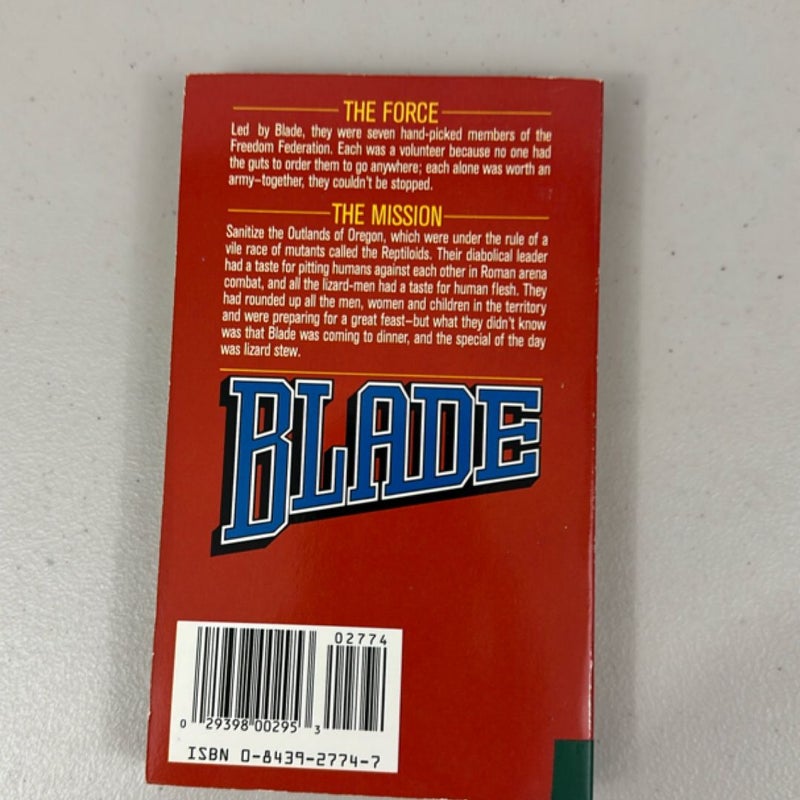 THE FORCE
Led by Blade, they were seven hand-picked members of the
Freedom Federation. Each was a volunteer because no one had
the guts to order them to go anywhere; each alone was worth an
army—together, they couldn't be stopped.
THE MISSION
Sanitize the Outlands of Oregon, which were under the rule of a
vile race of mutants called the Reptiloids. Their diabolical leader
had a taste for pitting humans against each other in Roman arena
combat, and all the lizard-men had a taste for human flesh. They
had rounded up all the men, women and children in the territory
and were preparing for a great feast—but what they didn't know
was that Blade was coming to dinner, and the special of the day
was lizard stew.
BLADE
02774
0 29398 00295 3
ISBN 0-8439-2774-7